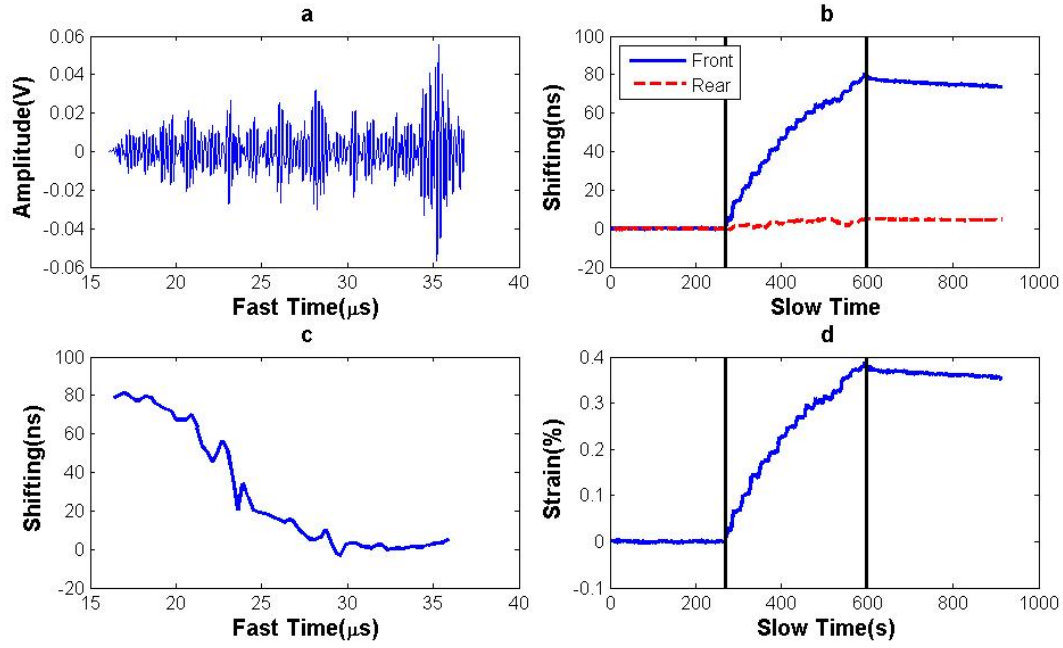 a
0.06
0.04
0.02
0
-0.02
-0.04
-0.06
Amplitude(V)
15 20 25 30 35 40
Fast Time(μs)
b
100
80
60
40
20
0
-20
Shifting(ns)
Front
Rear
0 200 400 600 800 1000
Slow Time
c
100
80
60
40
20
0
-20
Shifting(ns)
15 20 25 30 35 40
Fast Time(μs)
d
0.4
0.3
0.2
0.1
0
-0.1
Strain(%)
0 200 400 600 800 1000
Slow Time(s)